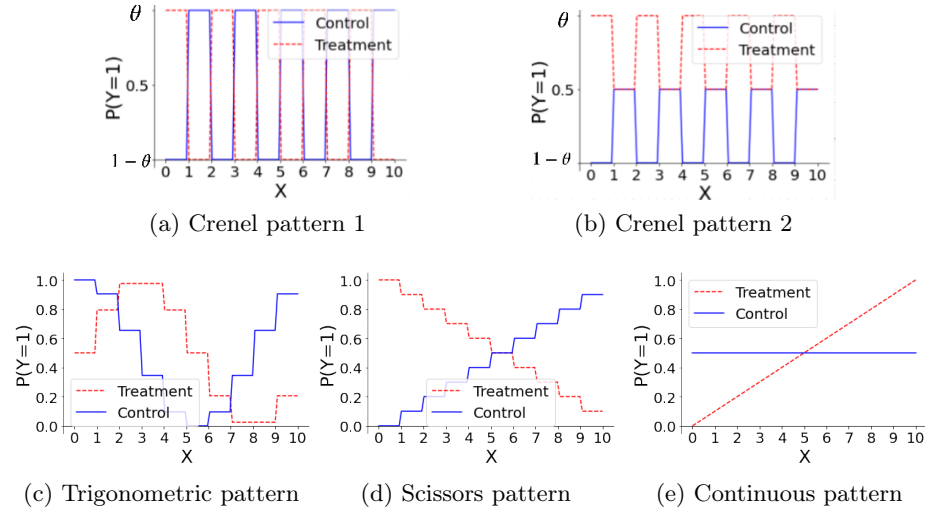 θ
0.5
1 − θ
P(Y=1)
Control
Treatment
0 1 2 3 4 5 6 7 8 9 10
X
(a) Crenel pattern 1
θ
0.5
1 − θ
P(Y=1)
Control
Treatment
0 1 2 3 4 5 6 7 8 9 10
X
(b) Crenel pattern 2
1.0
0.8
0.6
0.4
0.2
0.0
P(Y=1)
Treatment
Control
0 1 2 3 4 5 6 7 8 9 10
X
(c) Trigonometric pattern
1.0
0.8
0.6
0.4
0.2
0.0
P(Y=1)
Treatment
Control
0 1 2 3 4 5 6 7 8 9 10
X
(d) Scissors pattern
1.0
0.8
0.6
0.4
0.2
0.0
P(Y=1)
Treatment
Control
0 1 2 3 4 5 6 7 8 9 10
X
(e) Continuous pattern